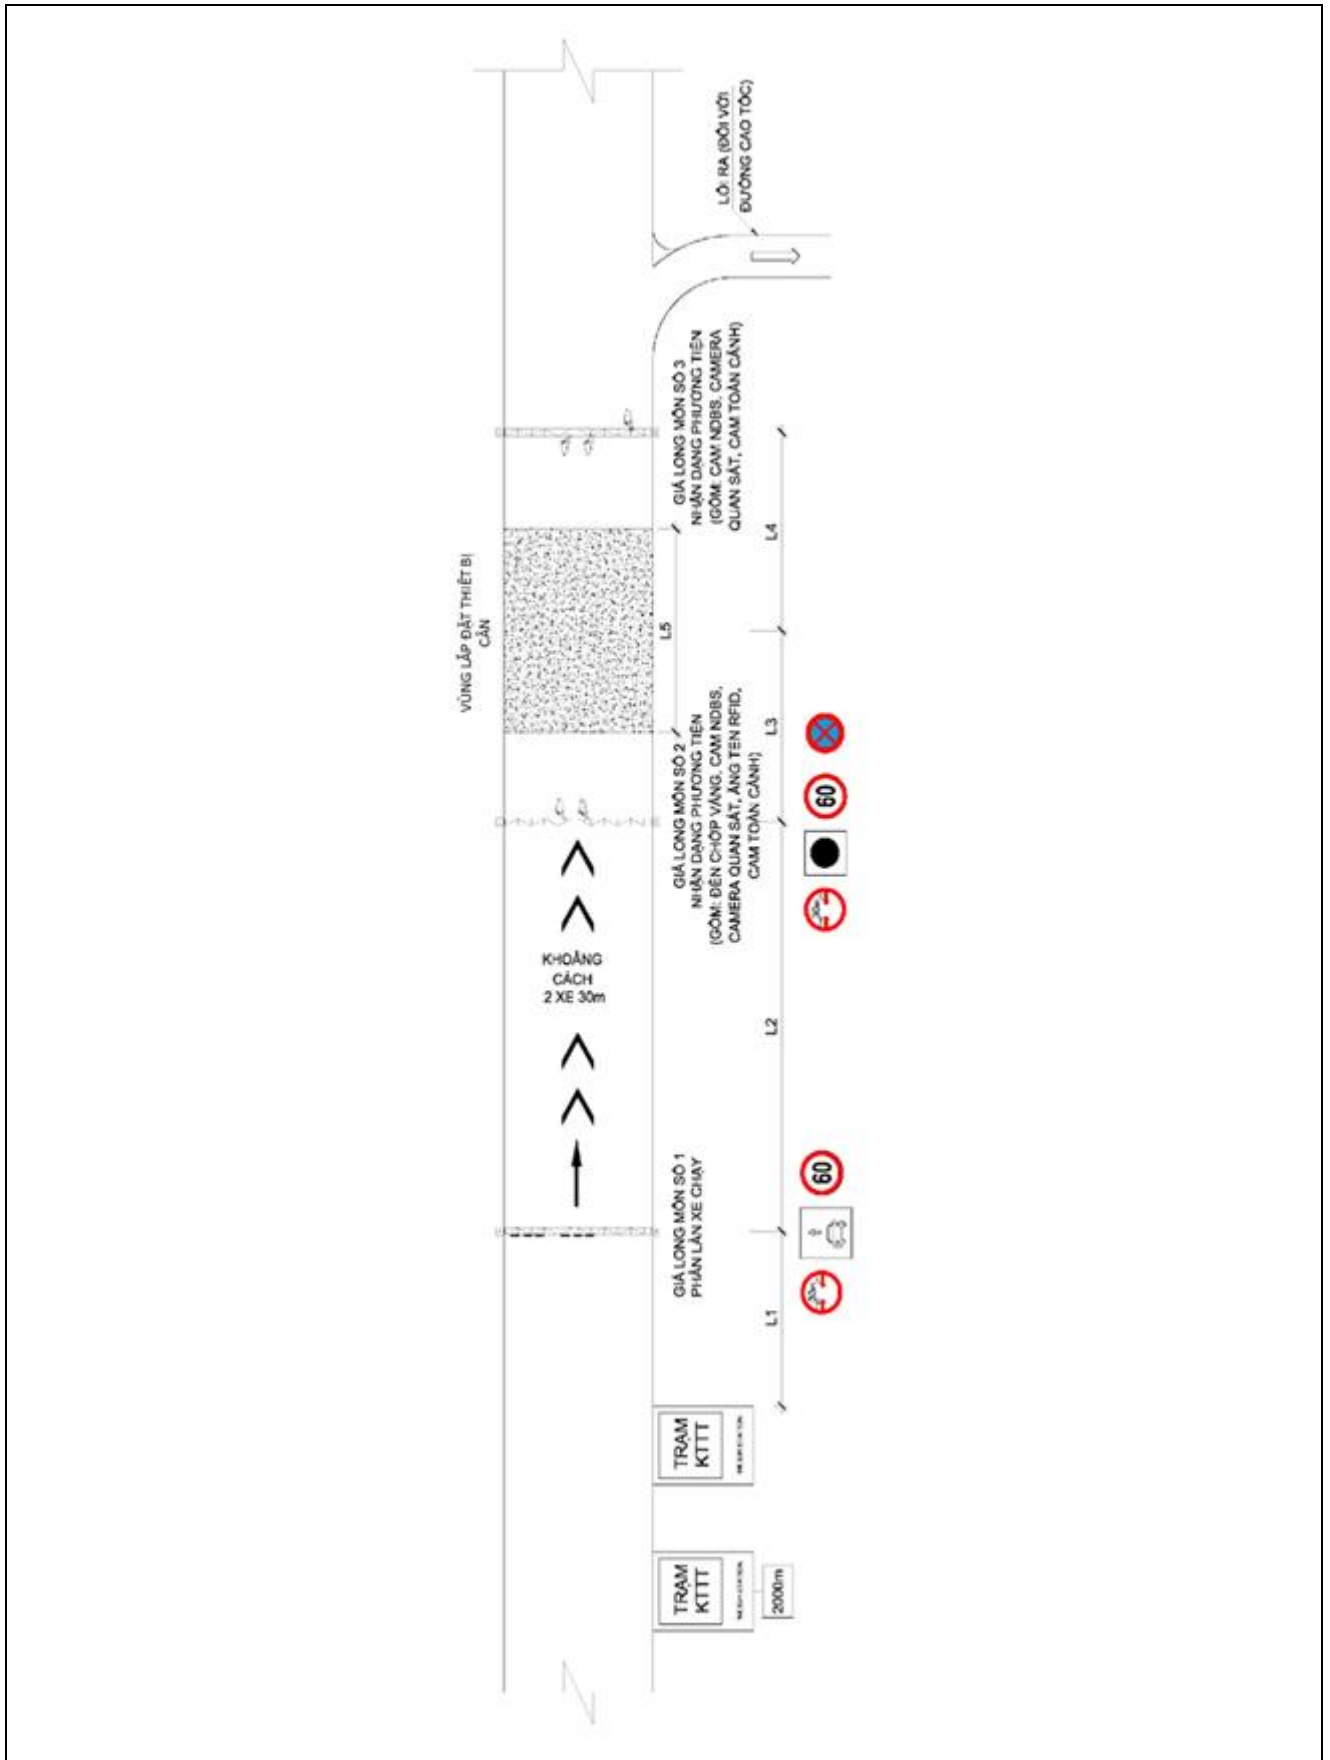 LỐI RA (ĐỐI VỚI
ĐƯỜNG CAO TỐC)
GIÁ LONG MÔN SỐ 3
NHẬN DẠNG PHƯƠNG TIỆN
(GỒM: CAM NDBS, CAMERA
QUAN SÁT, CAM TOÀN CẢNH)
VÙNG LẮP ĐẶT THIẾT BỊ
CÂN
L4
L5
L3
GIÁ LONG MÔN SỐ 2
NHẬN DẠNG PHƯƠNG TIỆN
(GỒM: ĐÈN CHỚP VÀNG, CAM NDBS,
CAMERA QUAN SÁT, ĂNG TEN RFID,
CAM TOÀN CẢNH)
60
30m
KHOẢNG
CÁCH
2 XE 30m
L2
GIÁ LONG MÔN SỐ 1
PHÂN LÀN XE CHẠY
60
30m
L1
TRẠM
KTTT
TRẠM
KTTT
2000m